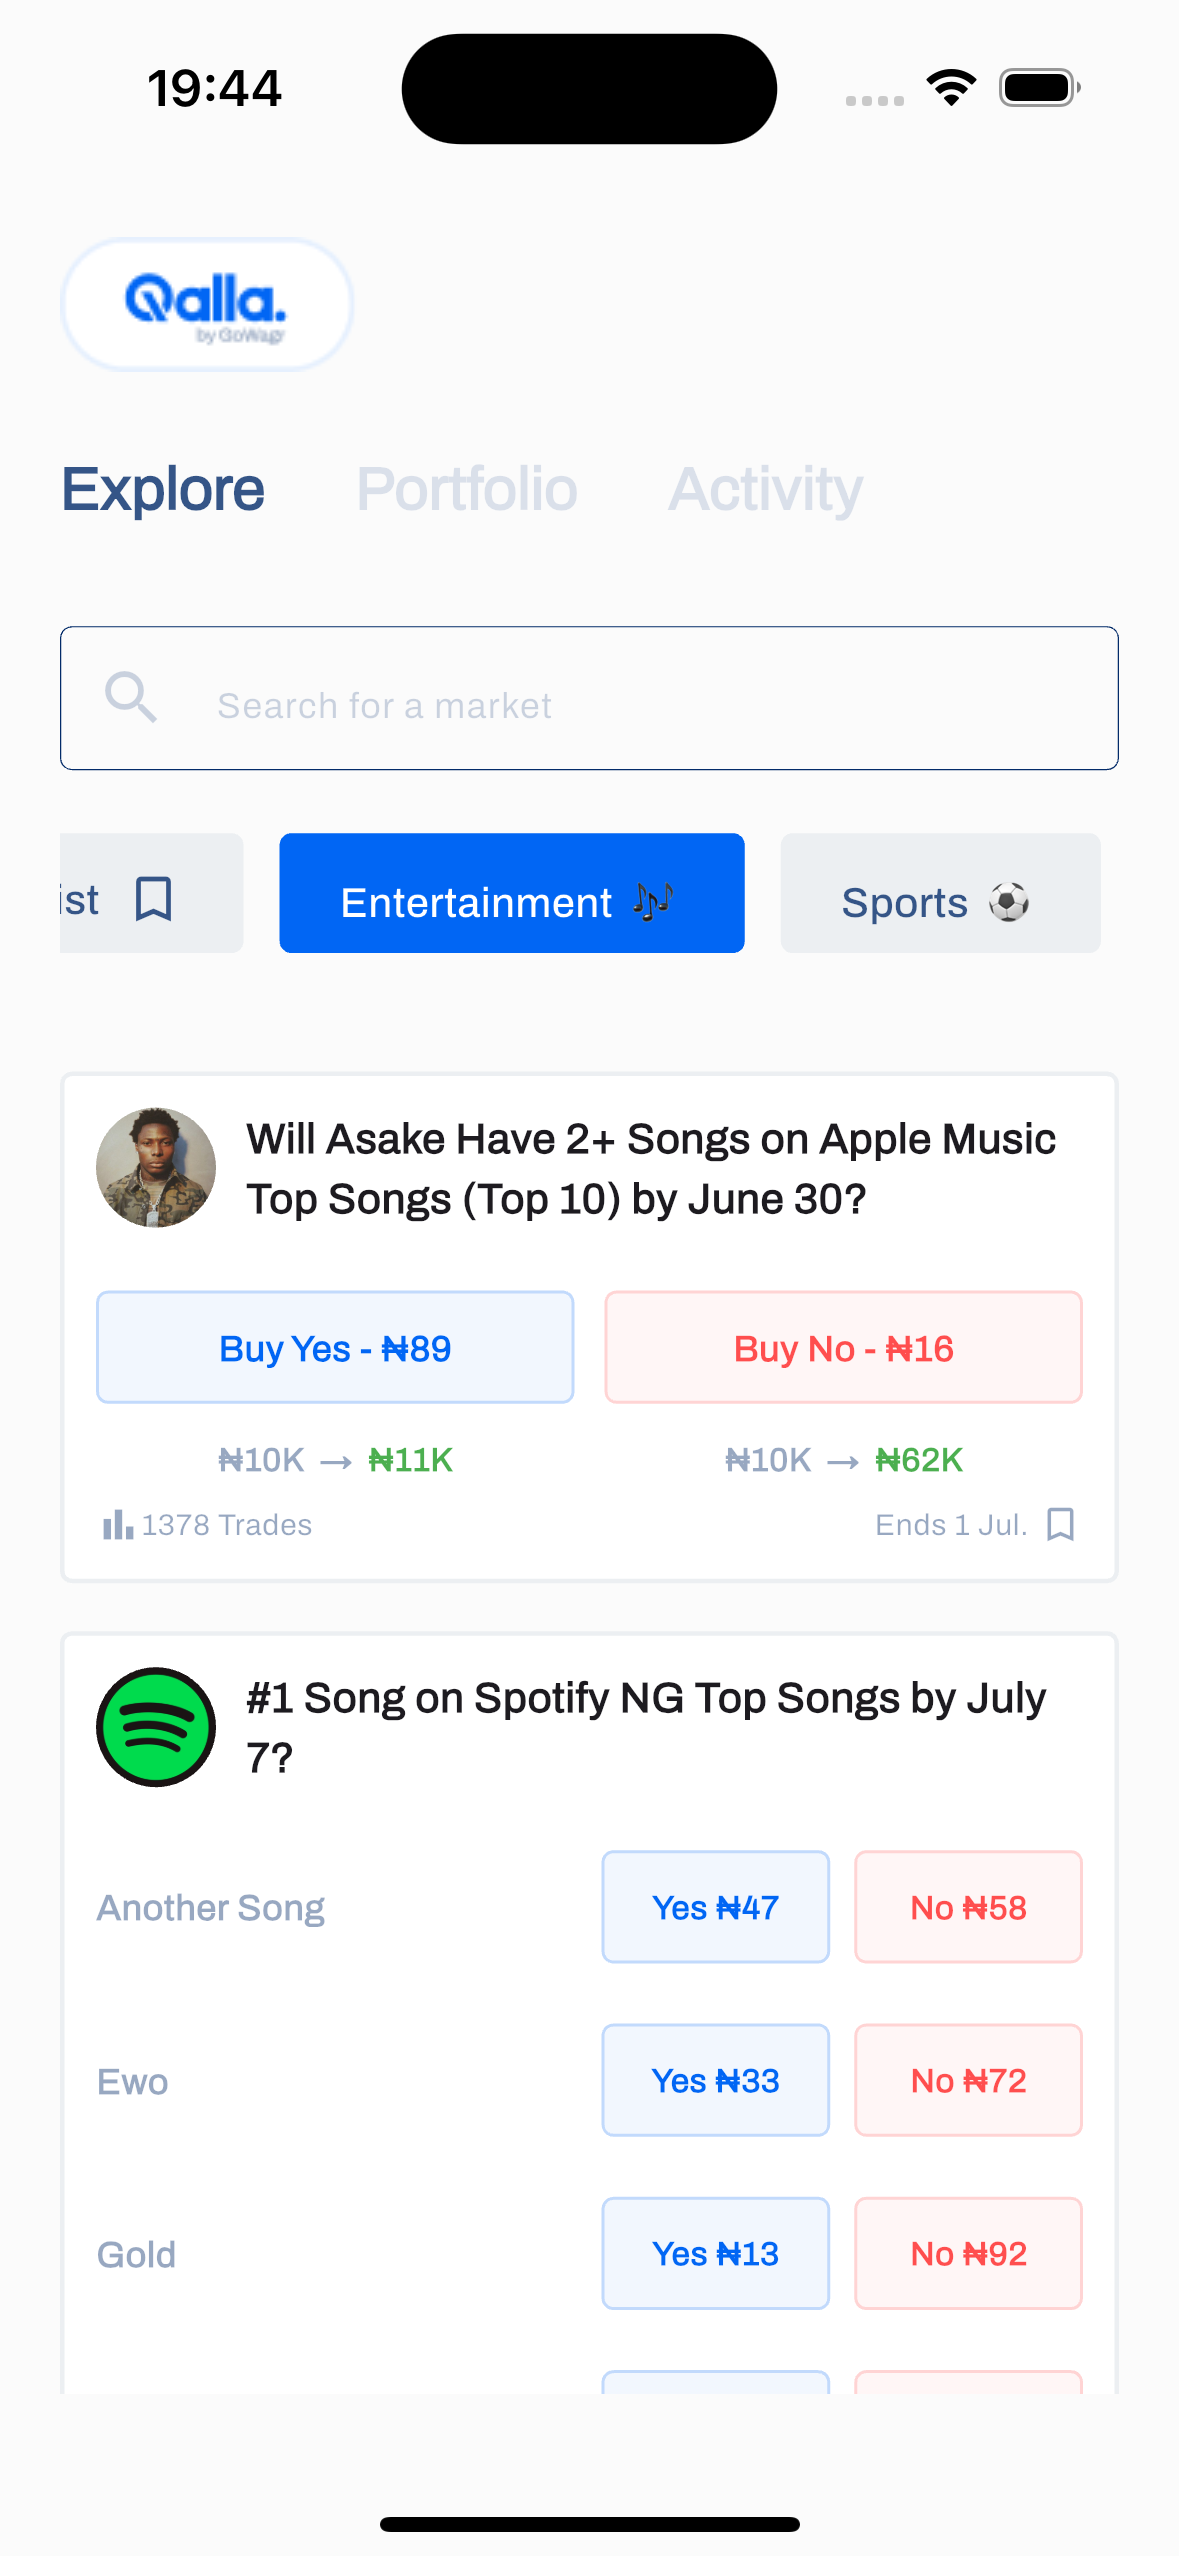 19:44
Qalla.
by GoWagr
Explore Portfolio Activity
Search for a market
ist Entertainment 🎶 Sports ⚽
Will Asake Have 2+ Songs on Apple Music
Top Songs (Top 10) by June 30?
Buy Yes - ₦89 Buy No - ₦16
₦10K → ₦11K ₦10K → ₦62K
1378 Trades Ends 1 Jul.
#1 Song on Spotify NG Top Songs by July
7?
Another Song Yes ₦47 No ₦58
Ewo Yes ₦33 No ₦72
Gold Yes ₦13 No ₦92